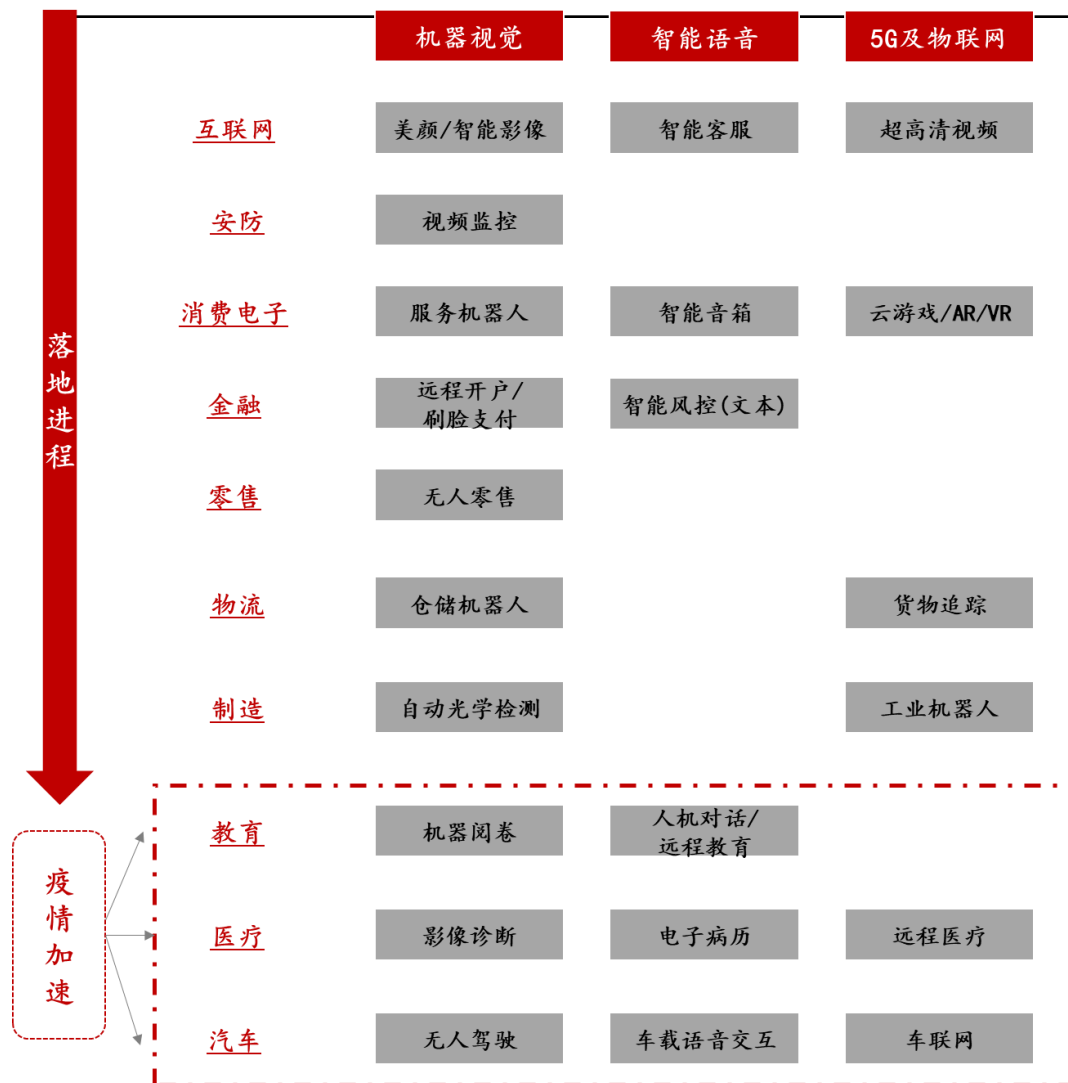 机器视觉
智能语音
5G及物联网
互联网
美颜/智能影像
智能客服
超高清视频
安防
视频监控
消费电子
服务机器人
智能音箱
云游戏/AR/VR
落地进程
金融
远程开户/
刷脸支付
智能风控(文本)
零售
无人零售
物流
仓储机器人
货物追踪
制造
自动光学检测
工业机器人
疫情加速
教育
机器阅卷
人机对话/
远程教育
医疗
影像诊断
电子病历
远程医疗
汽车
无人驾驶
车载语音交互
车联网